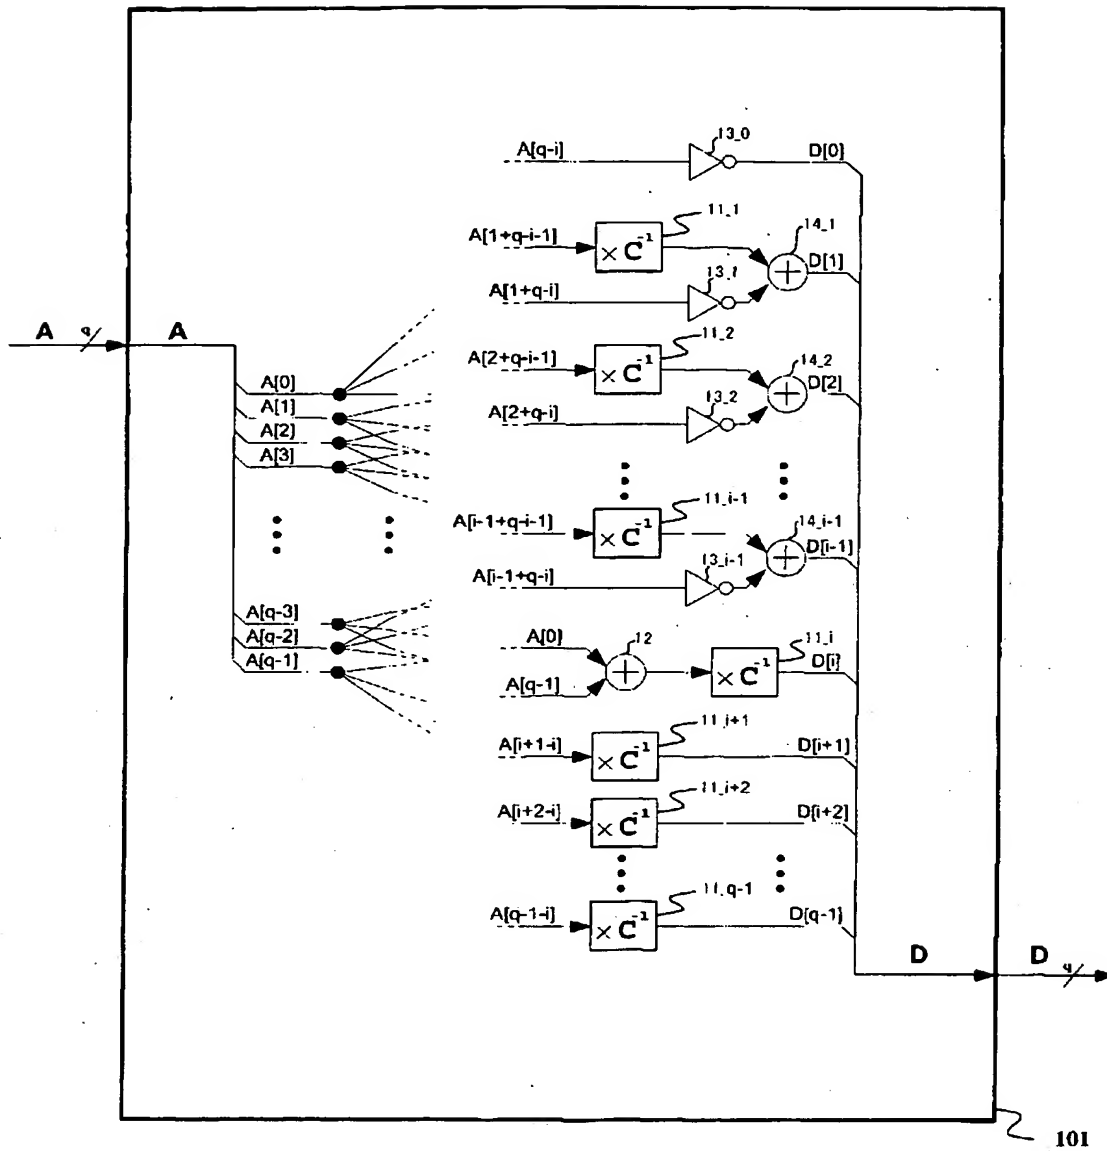 13_0
A[q-i]
D[0]
11_1
A[1+q-i-1]
× C⁻¹
14_1
D[1]
A[1+q-i]
13_1
11_2
A[2+q-i-1]
× C⁻¹
14_2
D[2]
A[2+q-i]
13_2
A q A
A[0]
A[1]
A[2]
A[3]
11_i-1
A[i-1+q-i-1]
× C⁻¹
14_i-1
D[i-1]
A[i-1+q-i]
13_i-1
A[q-3]
A[q-2]
A[q-1]
A[0]
12
A[q-1]
× C⁻¹
11_i
D[i]
11_i+1
A[i+1-i]
× C⁻¹
D[i+1]
11_i+2
A[i+2-i]
× C⁻¹
D[i+2]
11_q-1
A[q-1-i]
× C⁻¹
D[q-1]
D D q
101